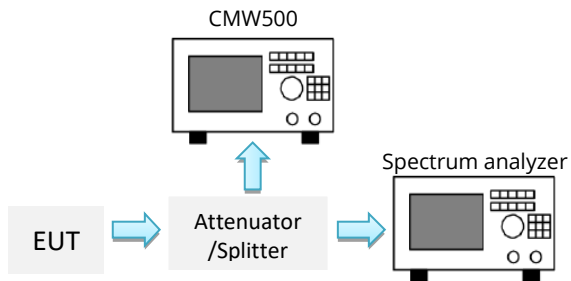 CMW500
Spectrum analyzer
EUT
Attenuator
/Splitter